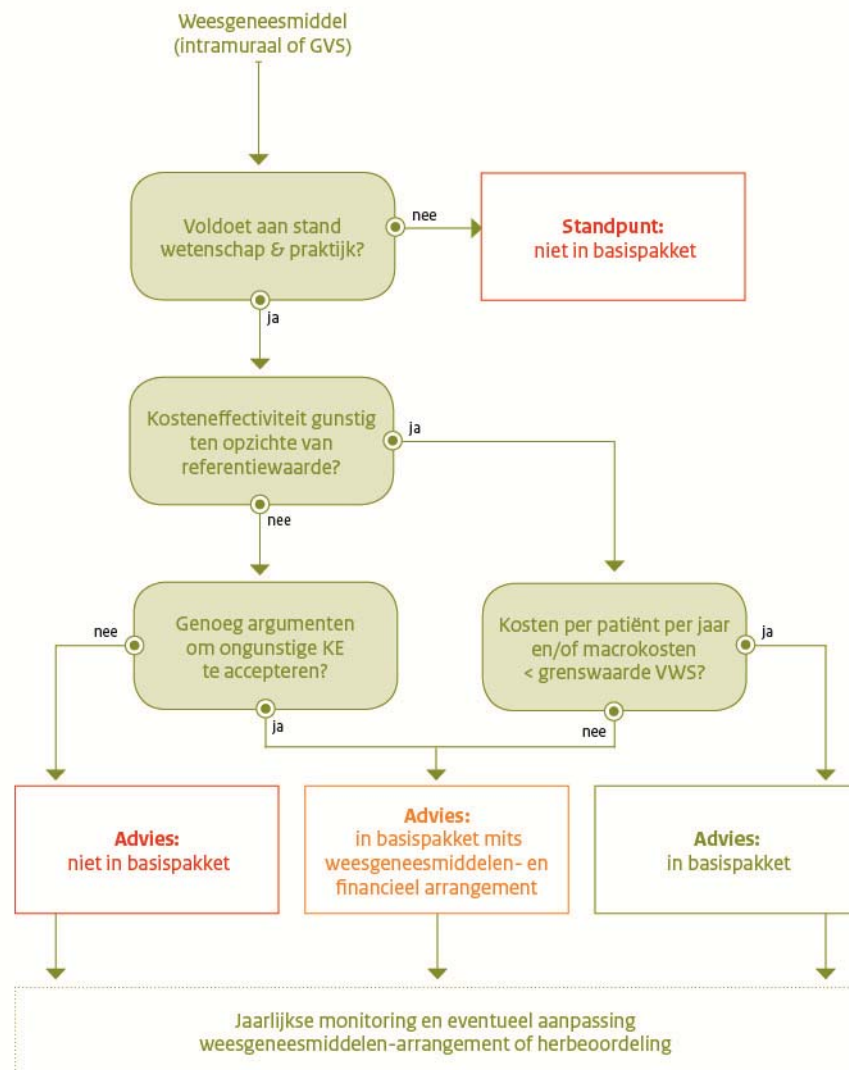 Weesgeneesmiddel
(intramuraal of GVS)
Voldoet aan stand
wetenschap & praktijk?
nee
Standpunt:
niet in basispakket
ja
Kosteneffectiviteit gunstig
ten opzichte van
referentiewaarde?
ja
nee
nee
Genoeg argumenten
om ongunstige KE
te accepteren?
ja
Kosten per patiënt per jaar
en/of macrokosten
< grenswaarde VWS?
ja
nee
Advies:
niet in basispakket
Advies:
in basispakket mits
weesgeneesmiddelen- en
financieel arrangement
Advies:
in basispakket
Jaarlijkse monitoring en eventueel aanpassing
weesgeneesmiddelen-arrangement of herbeoordeling